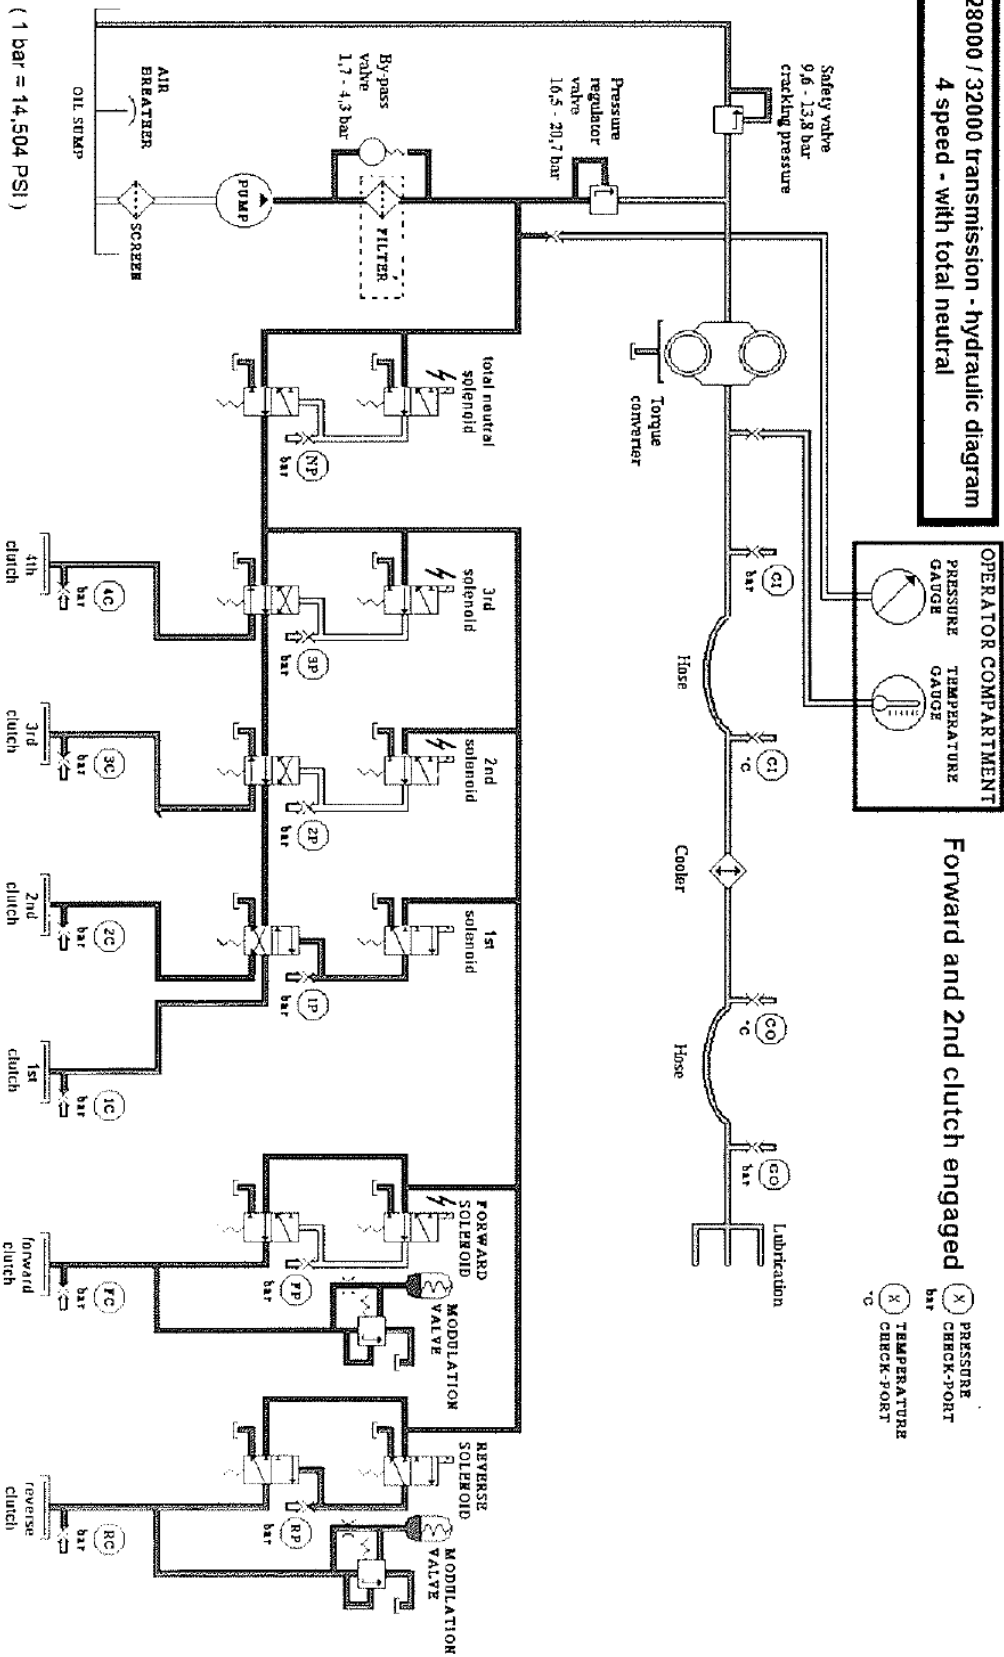 28000 / 32000 transmission - hydraulic diagram
4 speed - with total neutral
Forward and 2nd clutch engaged
OPERATOR COMPARTMENT
PRESSURE
GAUGE
TEMPERATURE
GAUGE
X
bar
PRESSURE
CHECK-PORT
X
°C
TEMPERATURE
CHECK-PORT
Safety valve
9,6 - 13,8 bar
cracking pressure
Pressure
regulator
valve
16,5 - 20,7 bar
By-pass
valve
1,7 - 4,3 bar
AIR
BREATHER
OIL SUMP
( 1 bar = 14,504 PSI )
SCREEN
PUMP
FILTER
Torque
converter
CI
bar
Hose
CI
°C
Cooler
CO
°C
Hose
CO
bar
Lubrication
total neutral
solenoid
NP
bar
3rd
solenoid
3P
bar
2nd
solenoid
2P
bar
1st
solenoid
1P
bar
FORWARD
SOLENOID
FP
bar
MODULATION
VALVE
REVERSE
SOLENOID
RP
bar
MODULATION
VALVE
4th
clutch
4C
bar
3rd
clutch
3C
bar
2nd
clutch
2C
bar
1st
clutch
1C
bar
forward
clutch
FC
bar
reverse
clutch
RC
bar